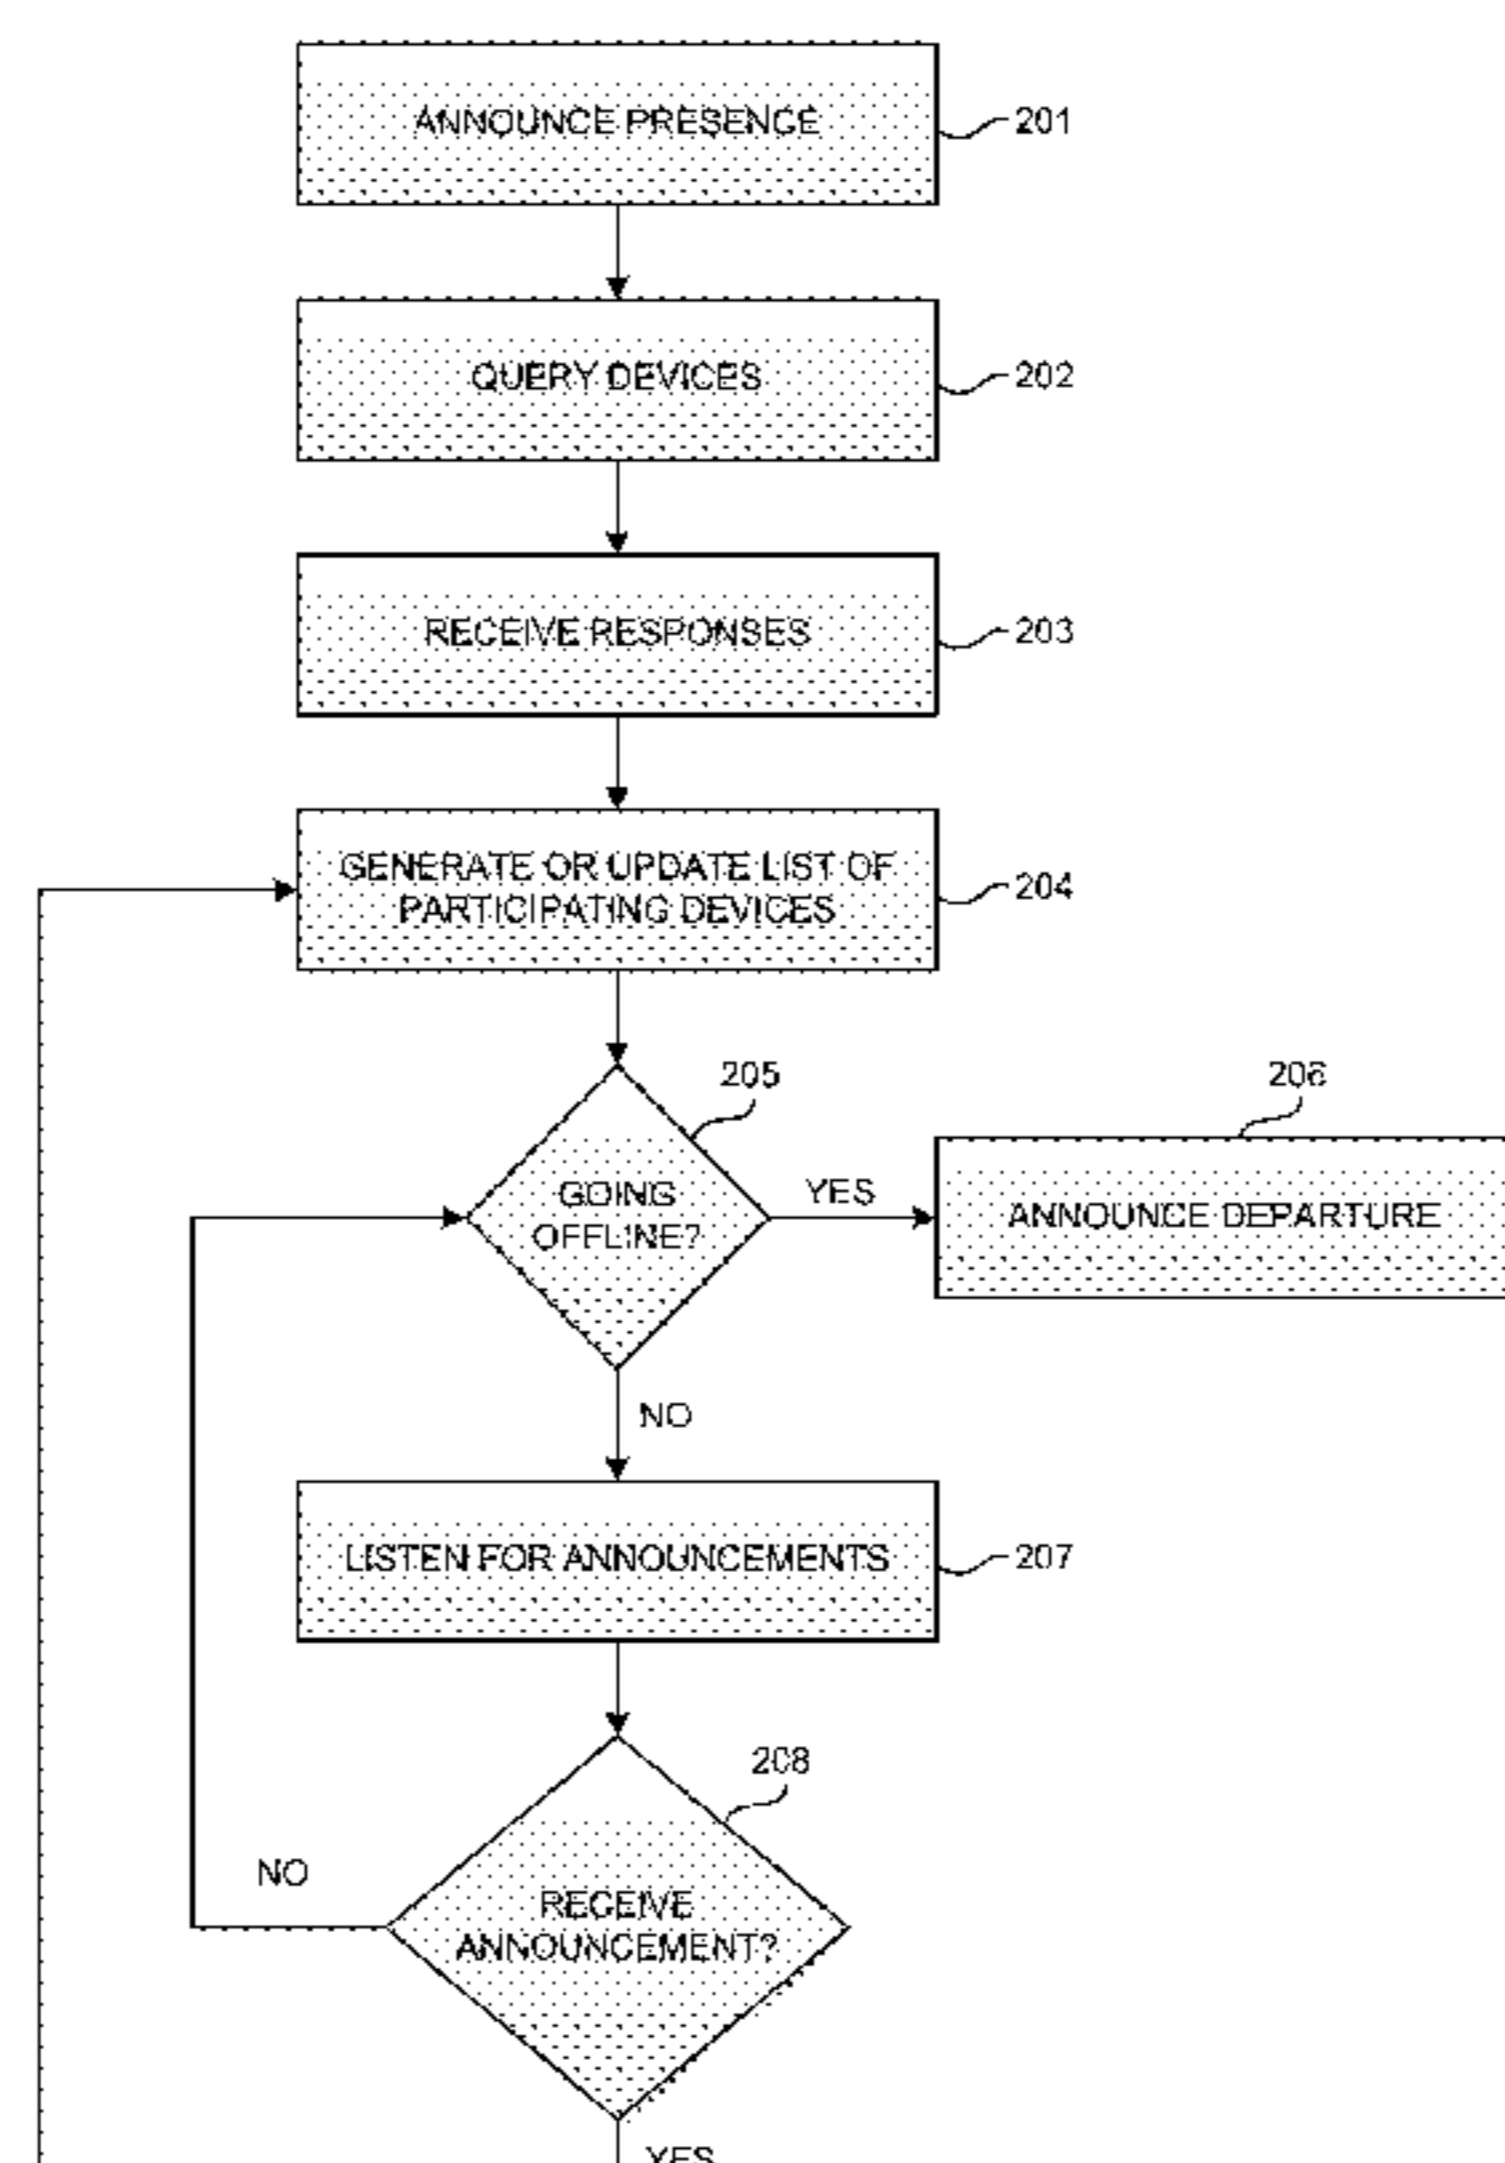 ANNOUNCE PRESENCE
201
QUERY DEVICES
202
RECEIVE RESPONSES
203
GENERATE OR UPDATE LIST OF
PARTICIPATING DEVICES
204
205
206
GOING
OFFLINE?
YES
ANNOUNCE DEPARTURE
NO
LISTEN FOR ANNOUNCEMENTS
207
208
NO
RECEIVE
ANNOUNCEMENT?
YES